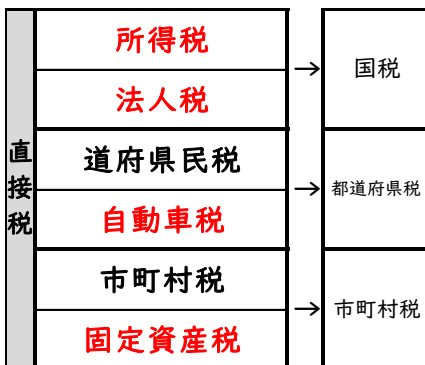 直接税
所得税
法人税
→
国税
道府県民税
自動車税
→
都道府県税
市町村税
固定資産税
→
市町村税